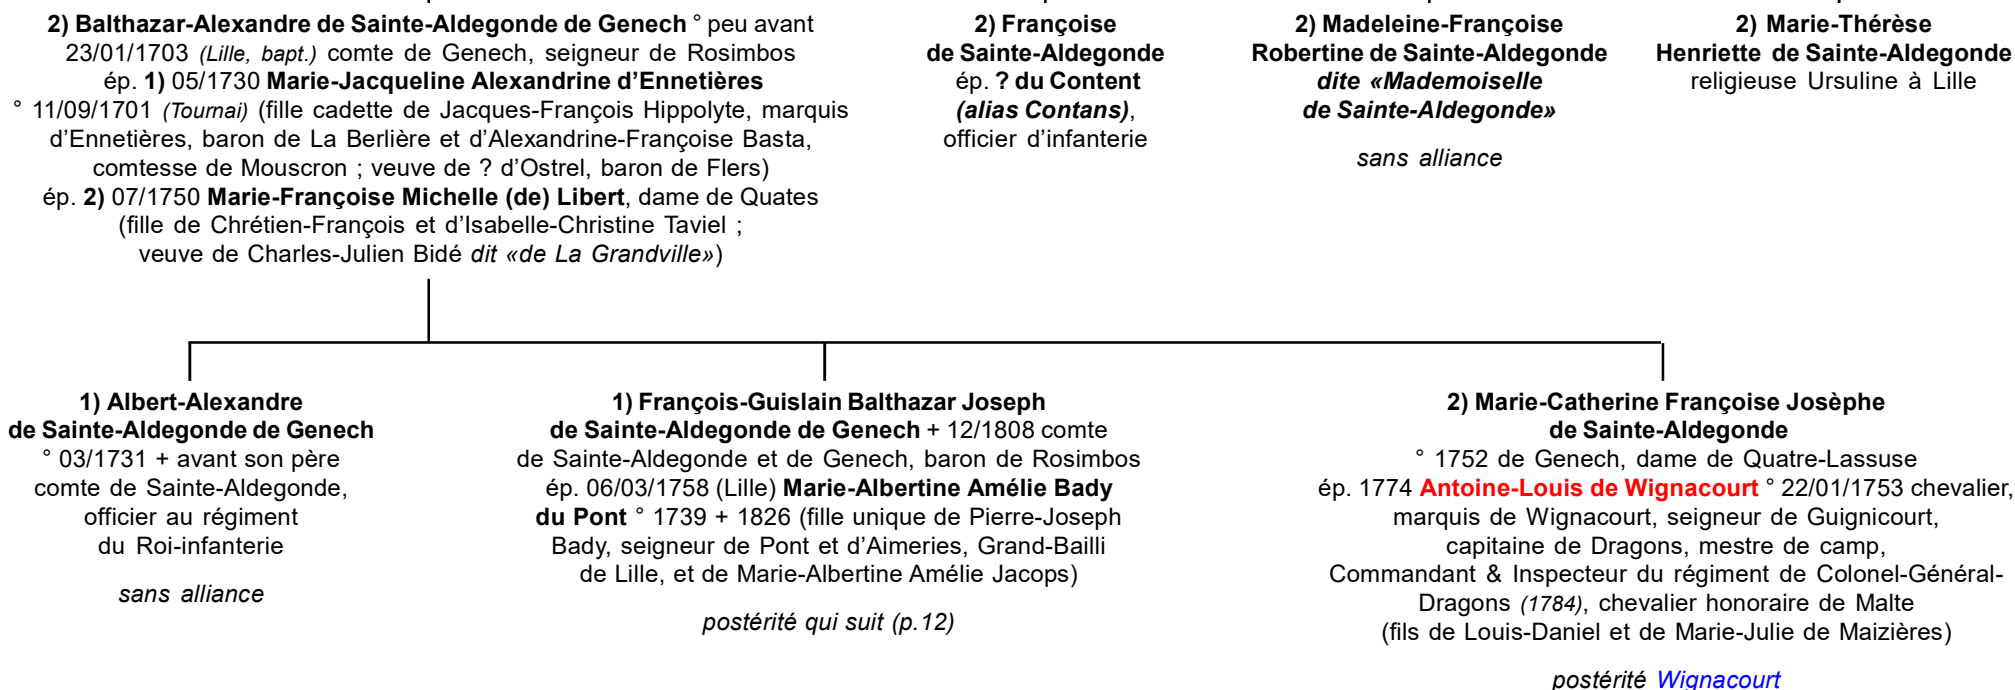 2) Balthazar-Alexandre de Sainte-Aldegonde de Genech ° peu avant
23/01/1703 (Lille, bapt.) comte de Genech, seigneur de Rosimbos
ép. 1) 05/1730 Marie-Jacqueline Alexandrine d’Ennetières
° 11/09/1701 (Tournai) (fille cadette de Jacques-François Hippolyte, marquis
d’Ennetières, baron de La Berlière et d’Alexandrine-Françoise Basta,
comtesse de Mouscron ; veuve de ? d’Ostrel, baron de Flers)
ép. 2) 07/1750 Marie-Françoise Michelle (de) Libert, dame de Quates
(fille de Chrétien-François et d’Isabelle-Christine Taviel ;
veuve de Charles-Julien Bidé dit «de La Grandville»)
2) Françoise
de Sainte-Aldegonde
ép. ? du Content
(alias Contans),
officier d’infanterie
2) Madeleine-Françoise
Robertine de Sainte-Aldegonde
dite «Mademoiselle
de Sainte-Aldegonde»
sans alliance
2) Marie-Thérèse
Henriette de Sainte-Aldegonde
religieuse Ursuline à Lille
1) Albert-Alexandre
de Sainte-Aldegonde de Genech
° 03/1731 + avant son père
comte de Sainte-Aldegonde,
officier au régiment
du Roi-infanterie
sans alliance
1) François-Guislain Balthazar Joseph
de Sainte-Aldegonde de Genech + 12/1808 comte
de Sainte-Aldegonde et de Genech, baron de Rosimbos
ép. 06/03/1758 (Lille) Marie-Albertine Amélie Bady
du Pont ° 1739 + 1826 (fille unique de Pierre-Joseph
Bady, seigneur de Pont et d’Aimeries, Grand-Bailli
de Lille, et de Marie-Albertine Amélie Jacops)
postérité qui suit (p.12)
2) Marie-Catherine Françoise Josèphe
de Sainte-Aldegonde
° 1752 de Genech, dame de Quatre-Lassuse
ép. 1774 Antoine-Louis de Wignacourt ° 22/01/1753 chevalier,
marquis de Wignacourt, seigneur de Guignicourt,
capitaine de Dragons, mestre de camp,
Commandant & Inspecteur du régiment de Colonel-Général-
Dragons (1784), chevalier honoraire de Malte
(fils de Louis-Daniel et de Marie-Julie de Maizières)
postérité Wignacourt